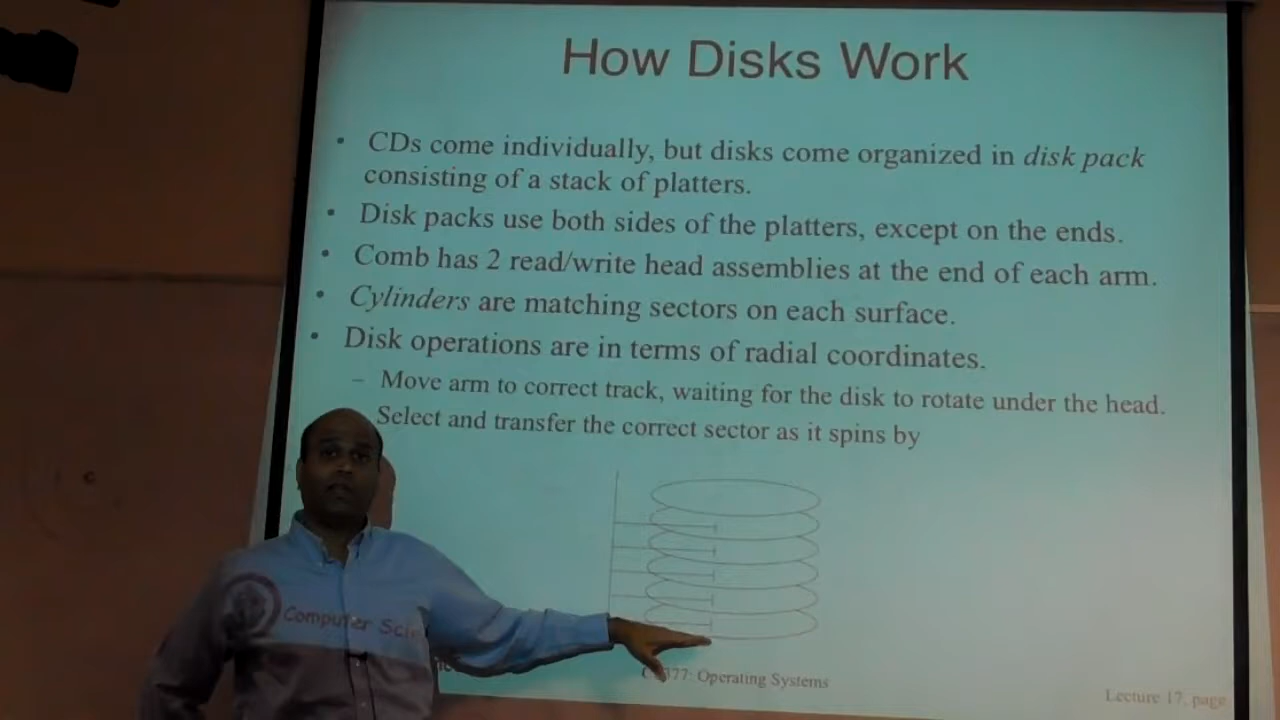 How Disks Work
• CDs come individually, but disks come organized in disk pack
consisting of a stack of platters.
• Disk packs use both sides of the platters, except on the ends.
• Comb has 2 read/write head assemblies at the end of each arm.
• Cylinders are matching sectors on each surface.
• Disk operations are in terms of radial coordinates.
– Move arm to correct track, waiting for the disk to rotate under the head.
Select and transfer the correct sector as it spins by
Computer Scie
377: Operating Systems
Lecture 17, page